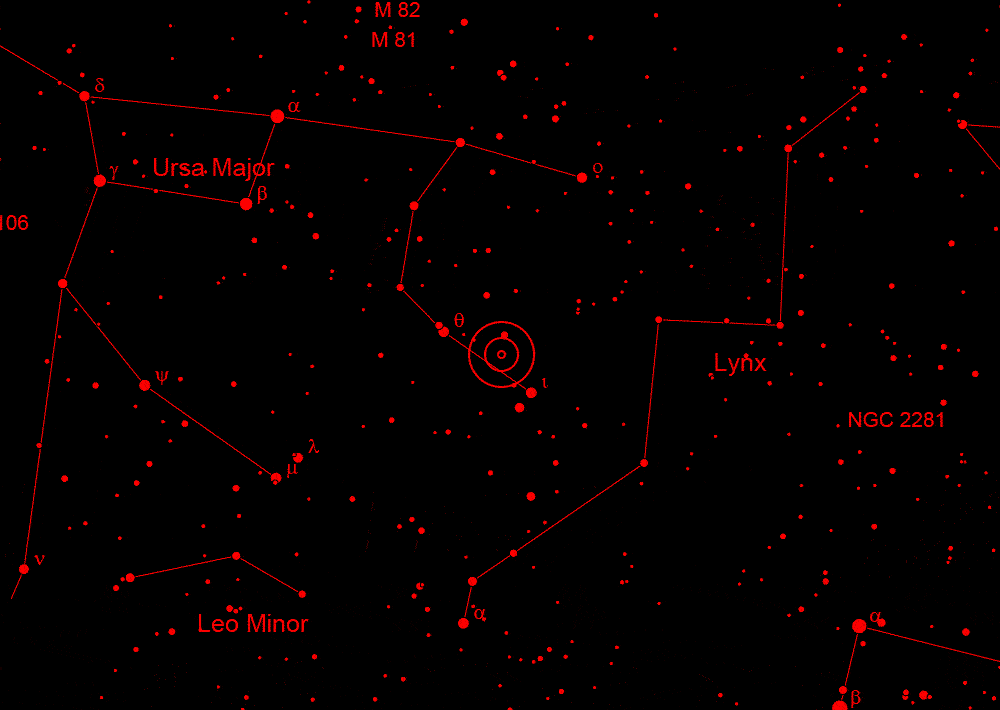 M 82
M 81
δ
α
Ursa Major
γ
β
ο
106
θ
Lynx
ι
ψ
NGC 2281
λ
μ
ν
α
Leo Minor
α
β